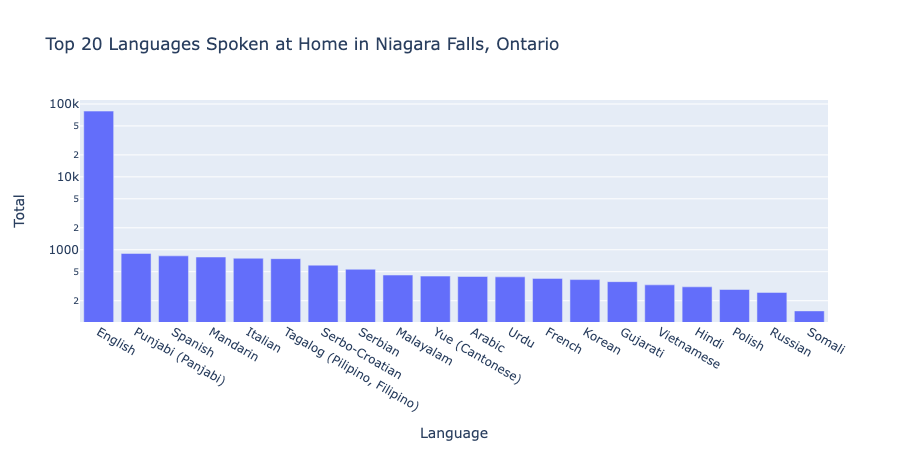 Top 20 Languages Spoken at Home in Niagara Falls, Ontario
100k
5
2
10k
5
2
1000
5
2
Total
English
Punjabi (Panjabi)
Spanish
Mandarin
Italian
Tagalog (Pilipino, Filipino)
Serbo-Croatian
Serbian
Malayalam
Yue (Cantonese)
Arabic
Urdu
French
Korean
Gujarati
Vietnamese
Hindi
Polish
Russian
Somali
Language